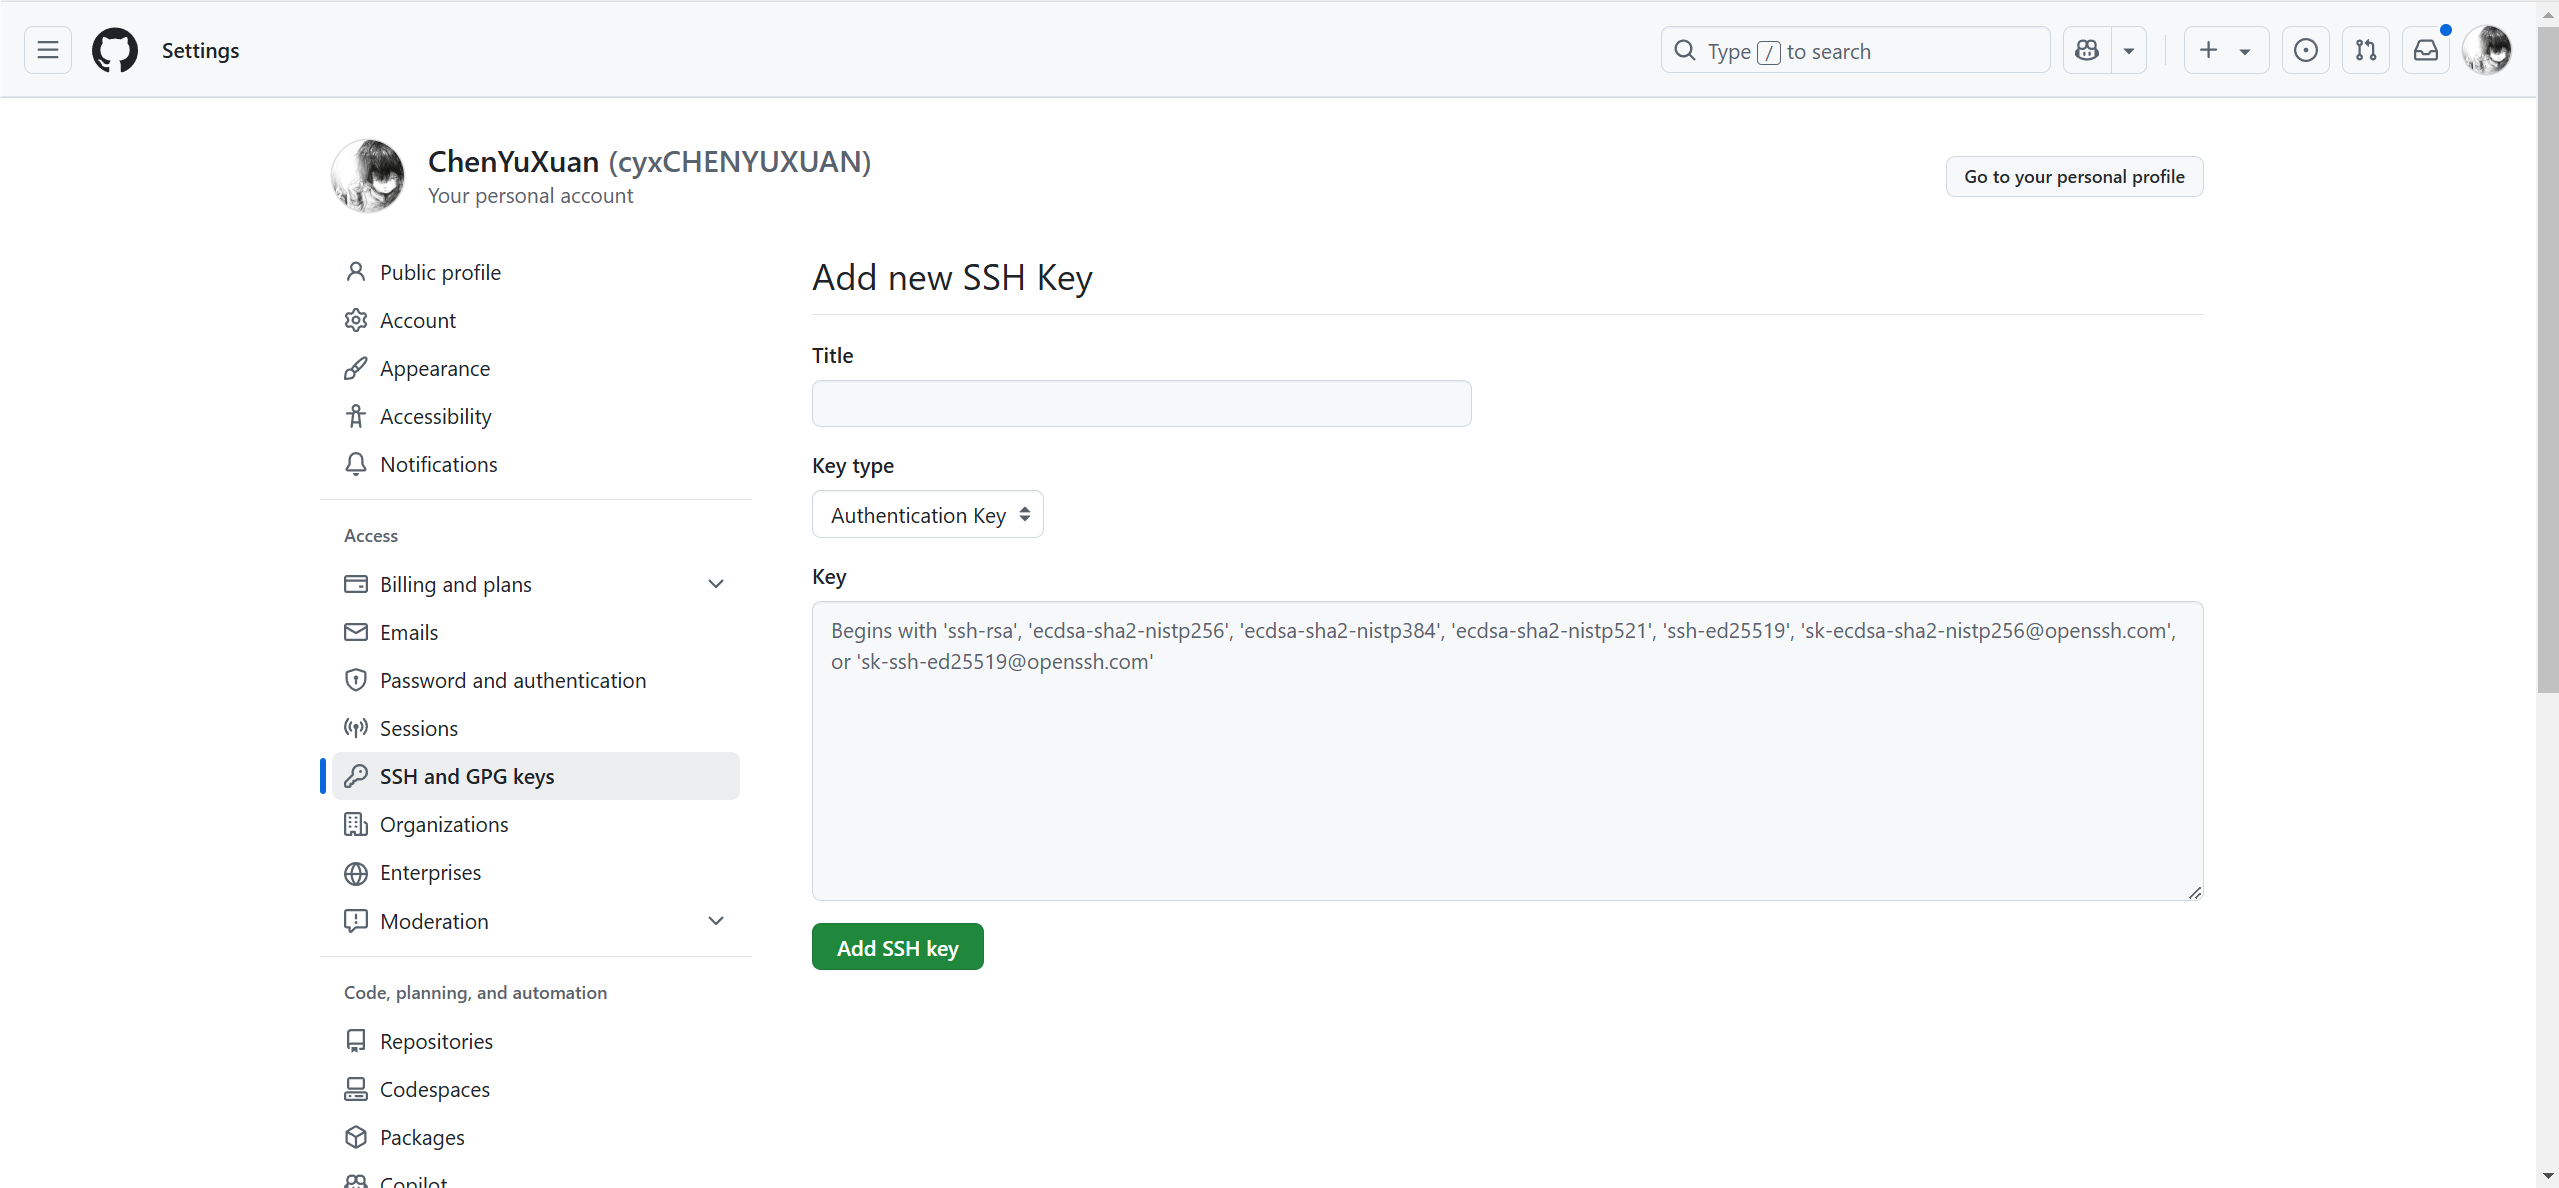 Settings
Type / to search
ChenYuXuan (cyxCHENYUXUAN)
Your personal account
Go to your personal profile
Public profile
Account
Appearance
Accessibility
Notifications
Access
Billing and plans
Emails
Password and authentication
Sessions
SSH and GPG keys
Organizations
Enterprises
Moderation
Code, planning, and automation
Repositories
Codespaces
Packages
Copilot
Add new SSH Key
Title
Key type
Authentication Key
Key
Begins with 'ssh-rsa', 'ecdsa-sha2-nistp256', 'ecdsa-sha2-nistp384', 'ecdsa-sha2-nistp521', 'ssh-ed25519', 'sk-ecdsa-sha2-nistp256@openssh.com',
or 'sk-ssh-ed25519@openssh.com'
Add SSH key